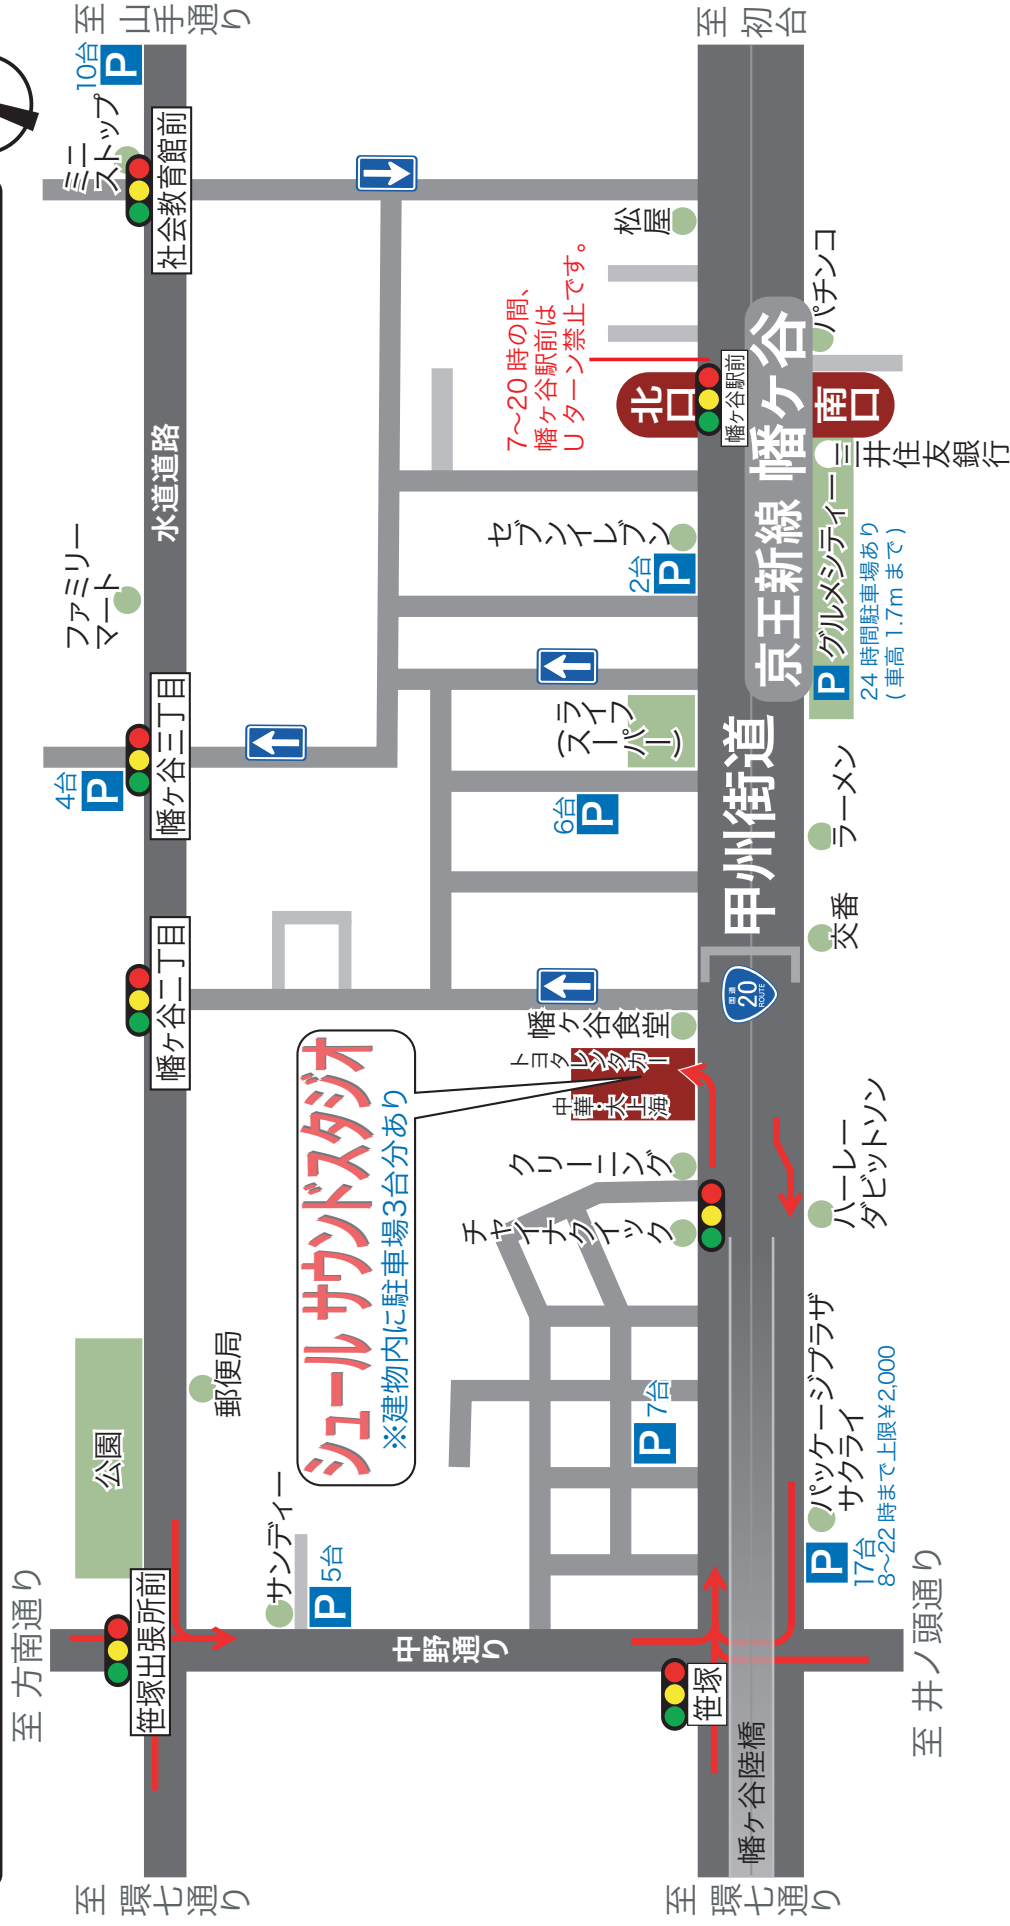 至 方南通り
至 環七通り
至 山手通り
公園
ファミリー
マート
4台
P
ミニ
ストップ
10台
P
笹塚出張所前
幡ヶ谷二丁目
幡ヶ谷三丁目
水道道路
社会教育館前
郵便局
サンディー
P 5台
シュール サウンドスタジオ
※建物内に駐車場3台分あり
中野通り
チャイナクイック
クリーニング
中華・大上海
トヨタレンタカー
幡ヶ谷食堂
P 7台
6台
P
ライフ
(スーパー)
セブンイレブン
2台
P
7〜20 時の間、
幡ヶ谷駅前は
U ターン禁止です。
松屋
北口
幡ヶ谷駅前
笹塚
至 環七通り
幡ヶ谷陸橋
国道
20
ROUTE
甲州街道
京王新線 幡ヶ谷
至 初台
南口
パチンコ
三井住友銀行
P グルメシティー
24 時間駐車場あり
( 車高 1.7m まで )
ラーメン
交番
ハーレー
ダビットソン
パッケージプラザ
サクライ
P
17台
8〜22 時まで上限¥2,000
至 井ノ頭通り